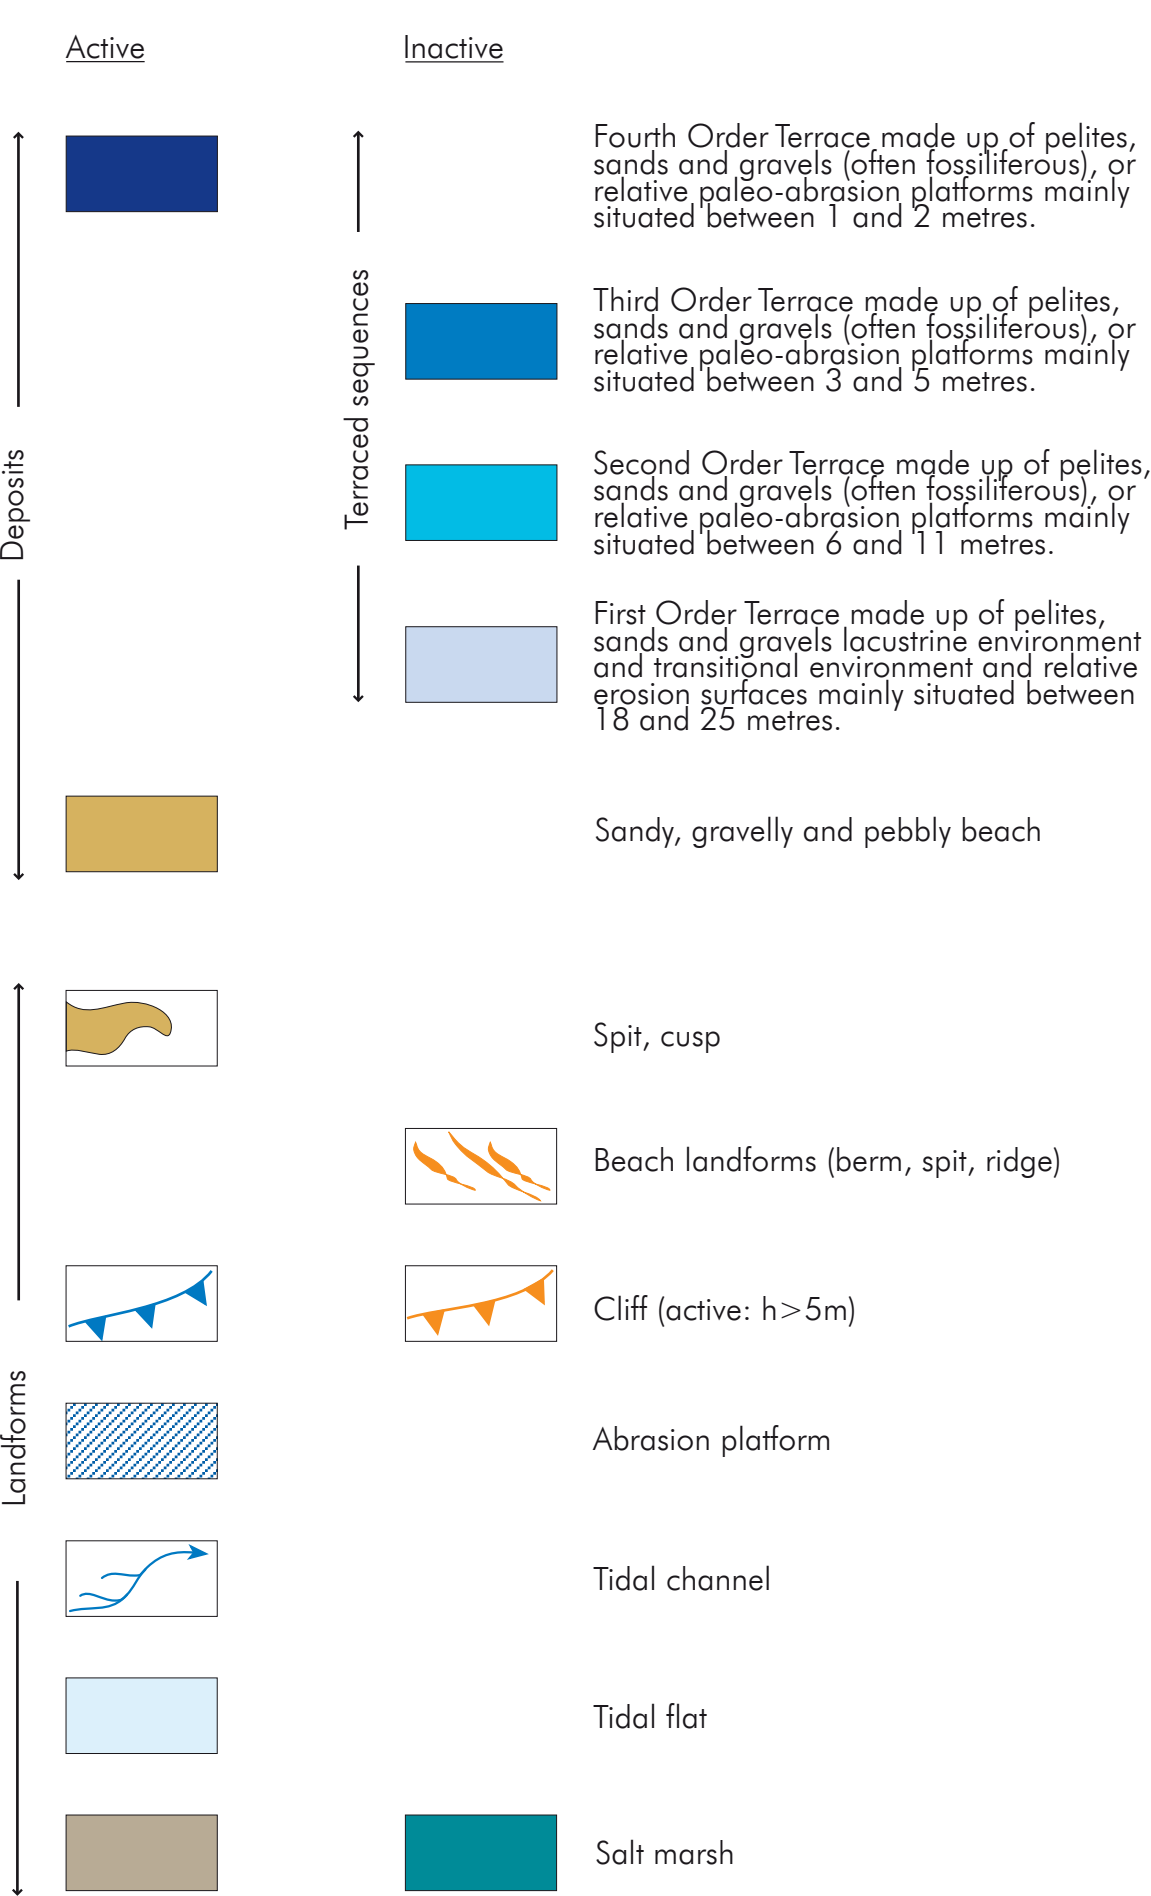 Active
Inactive
Fourth Order Terrace made up of pelites,
sands and gravels (often fossiliferous), or
relative paleo-abrasion platforms mainly
situated between 1 and 2 metres.
Terraced sequences
Third Order Terrace made up of pelites,
sands and gravels (often fossiliferous), or
relative paleo-abrasion platforms mainly
situated between 3 and 5 metres.
Deposits
Second Order Terrace made up of pelites,
sands and gravels (often fossiliferous), or
relative paleo-abrasion platforms mainly
situated between 6 and 11 metres.
First Order Terrace made up of pelites,
sands and gravels lacustrine environment
and transitional environment and relative
erosion surfaces mainly situated between
18 and 25 metres.
Sandy, gravelly and pebbly beach
Spit, cusp
Beach landforms (berm, spit, ridge)
Cliff (active: h>5m)
Landforms
Abrasion platform
Tidal channel
Tidal flat
Salt marsh